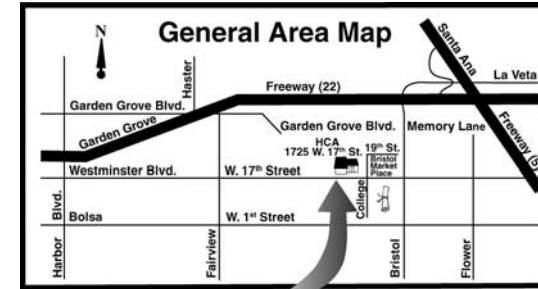 General Area Map
N
Haster
Santa Ana
La Veta
Freeway (22)
Garden Grove Blvd.
Garden Grove
Garden Grove Blvd.
Memory Lane
Freeway (5)
HCA
1725 W. 17th St.
19th St.
Bristol
Market
Place
Westminster Blvd.
W. 17th Street
College
Blvd.
Bolsa
W. 1st Street
Harbor
Fairview
Bristol
Flower